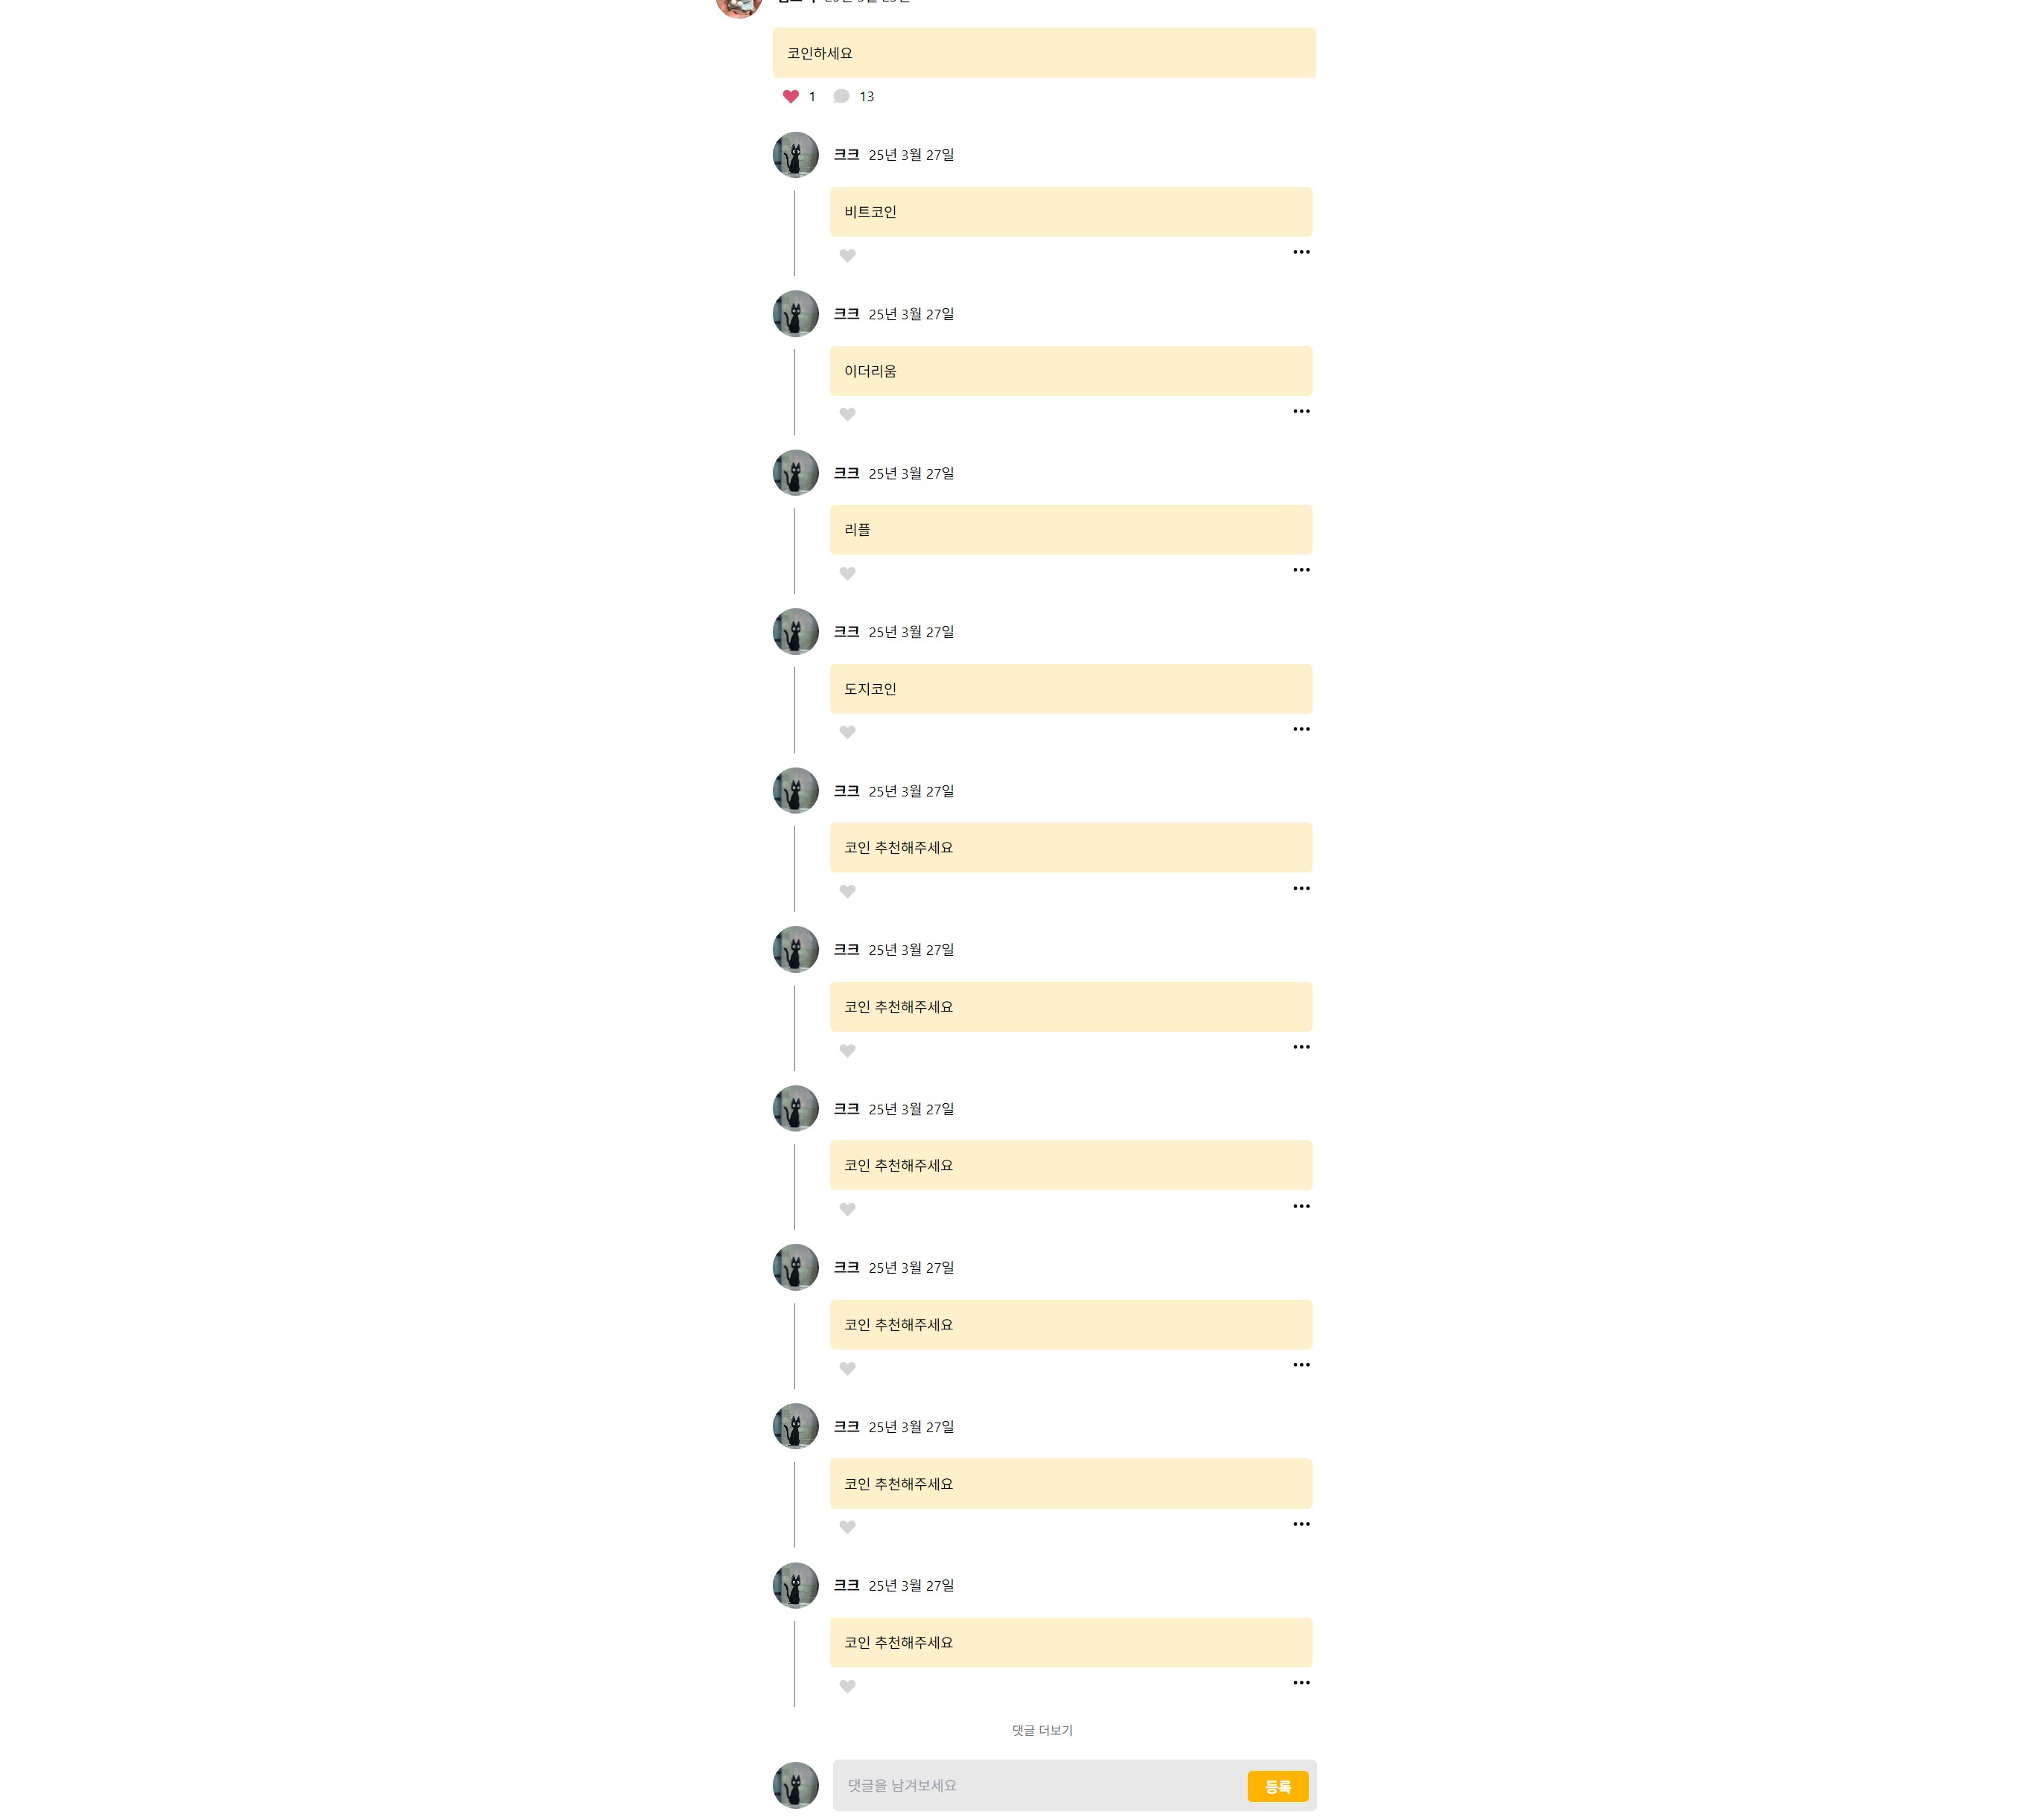 코인하세요
1 13
크크 25년 3월 27일
비트코인
크크 25년 3월 27일
이더리움
크크 25년 3월 27일
리플
크크 25년 3월 27일
도지코인
크크 25년 3월 27일
코인 추천해주세요
크크 25년 3월 27일
코인 추천해주세요
크크 25년 3월 27일
코인 추천해주세요
크크 25년 3월 27일
코인 추천해주세요
크크 25년 3월 27일
코인 추천해주세요
크크 25년 3월 27일
코인 추천해주세요
댓글 더보기
댓글을 남겨보세요 등록